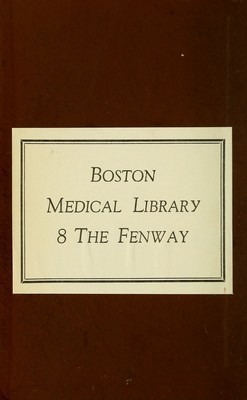 BOSTON
MEDICAL LIBRARY
8 THE FENWAY